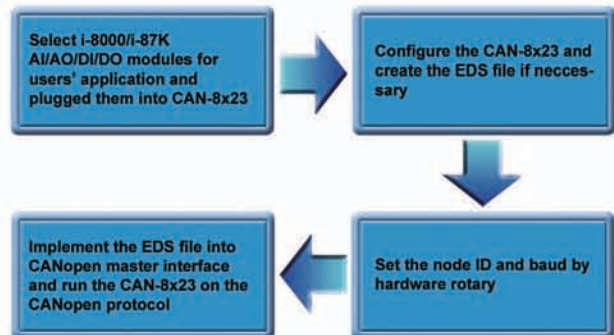 Select i-8000/i-87K
AI/AO/DI/DO modules for
users' application and
plugged them into CAN-8x23
Configure the CAN-8x23 and
create the EDS file if necces-
sary
Set the node ID and baud by
hardware rotary
Implement the EDS file into
CANopen master interface
and run the CAN-8x23 on the
CANopen protocol